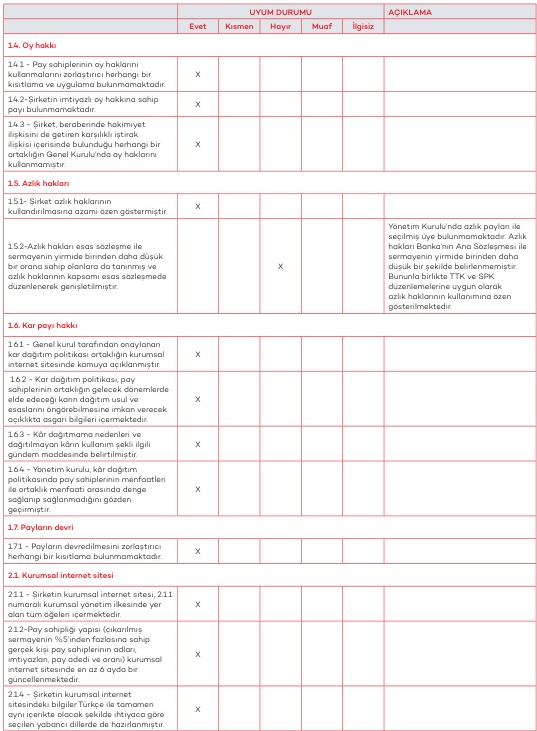 UYUM DURUMU AÇIKLAMA
Evet Kısmen Hayır Muaf İlgisiz
1.4. Oy hakkı
1.4.1 - Pay sahiplerinin oy haklarını
kullanmalarını zorlaştırıcı herhangi bir
kısıtlama ve uygulama bulunmamaktadır.
X
1.4.2-Şirketin imtiyazlı oy hakkına sahip
payı bulunmamaktadır.
X
1.4.3 - Şirket, beraberinde hakimiyet
ilişkisini de getiren karşılıklı iştirak
ilişkisi içerisinde bulunduğu herhangi bir
ortaklığın Genel Kurulu'nda oy haklarını
kullanmamıştır.
X
1.5. Azlık hakları
1.5.1- Şirket azlık haklarının
kullandırılmasına azami özen göstermiştir.
X
1.5.2-Azlık hakları esas sözleşme ile
sermayenin yirmide birinden daha düşük
bir orana sahip olanlara da tanınmış ve
azlık haklarının kapsamı esas sözleşmede
düzenlenerek genişletilmiştir.
X
Yönetim Kurulu'nda azlık payları ile
seçilmiş üye bulunmamaktadır. Azlık
hakları Banka'nın Ana Sözleşmesi ile
sermayenin yirmide birinden daha
düşük bir şekilde belirlenmemiştir.
Bununla birlikte TTK ve SPK
düzenlemelerine uygun olarak
azlık haklarının kullanımına özen
gösterilmektedir.
1.6. Kar payı hakkı
1.6.1 - Genel kurul tarafından onaylanan
kar dağıtım politikası ortaklığın kurumsal
internet sitesinde kamuya açıklanmıştır.
X
1.6.2 - Kar dağıtım politikası, pay
sahiplerinin ortaklığın gelecek dönemlerde
elde edeceği karın dağıtım usul ve
esaslarını öngörebilmesine imkan verecek
açıklıkta asgari bilgileri içermektedir.
X
1.6.3 - Kâr dağıtmama nedenleri ve
dağıtılmayan kârın kullanım şekli ilgili
gündem maddesinde belirtilmiştir.
X
1.6.4 - Yönetim kurulu, kâr dağıtım
politikasında pay sahiplerinin menfaatleri
ile ortaklık menfaati arasında denge
sağlanıp sağlanmadığını gözden
geçirmiştir.
X
1.7. Payların devri
1.7.1 - Payların devredilmesini zorlaştırıcı
herhangi bir kısıtlama bulunmamaktadır.
X
2.1. Kurumsal internet sitesi
2.1.1 - Şirketin kurumsal internet sitesi, 2.1.1
numaralı kurumsal yönetim ilkesinde yer
alan tüm öğeleri içermektedir.
X
2.1.2-Pay sahipliği yapısı (çıkarılmış
sermayenin %5'inden fazlasına sahip
gerçek kişi pay sahiplerinin adları,
imtiyazları, pay adedi ve oranı) kurumsal
internet sitesinde en az 6 ayda bir
güncellenmektedir.
X
2.1.4 - Şirketin kurumsal internet
sitesindeki bilgiler Türkçe ile tamamen
aynı içerikte olacak şekilde ihtiyaca göre
seçilen yabancı dillerde de hazırlanmıştır.
X